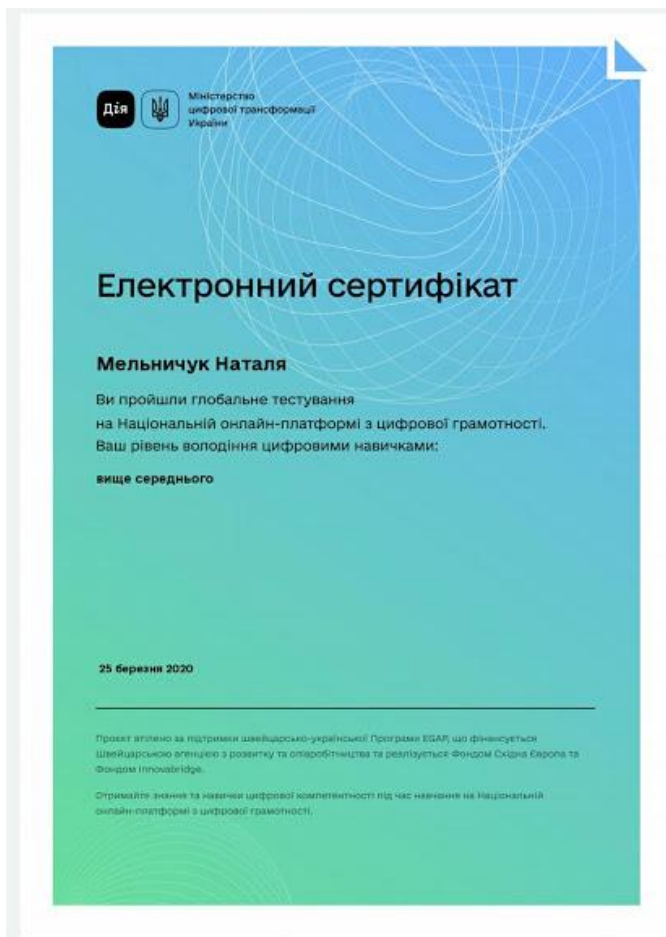 Дія
Міністерство
цифрової трансформації
України
Електронний сертифікат
Мельничук Наталя
Ви пройшли глобальне тестування
на Національній онлайн-платформі з цифрової грамотності.
Ваш рівень володіння цифровими навичками:
вище середнього
25 березня 2020
Проєкт втілено за підтримки швейцарсько-української Програми EGAP, що фінансується
Швейцарською агенцією з розвитку та співробітництва та реалізується Фондом Східна Європа та
Фондом Innovabridge.
Отримайте знання та навички цифрової компетентності під час навчання на Національній
онлайн-платформі з цифрової грамотності.